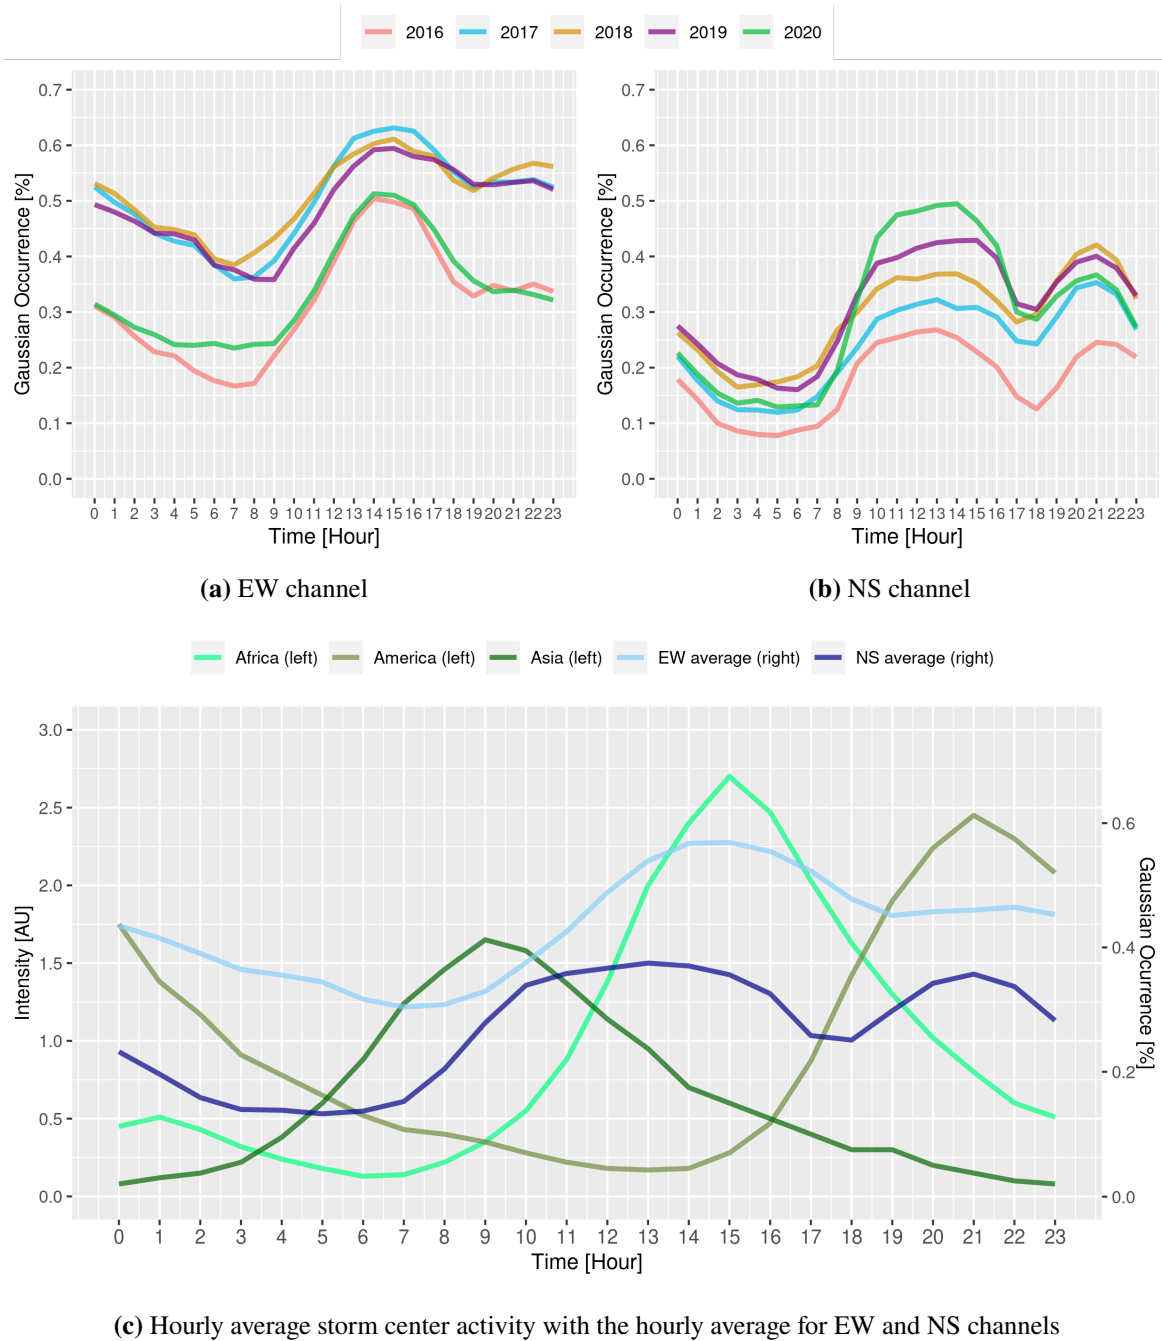 2016 2017 2018 2019 2020
0.7
0.6
0.5
0.4
0.3
0.2
0.1
0.0
Gaussian Occurrence [%]
0 1 2 3 4 5 6 7 8 9 10 11 12 13 14 15 16 17 18 19 20 21 22 23
Time [Hour]
(a) EW channel
0.7
0.6
0.5
0.4
0.3
0.2
0.1
0.0
Gaussian Occurrence [%]
0 1 2 3 4 5 6 7 8 9 10 11 12 13 14 15 16 17 18 19 20 21 22 23
Time [Hour]
(b) NS channel
Africa (left) America (left) Asia (left) EW average (right) NS average (right)
3.0
2.5
2.0
1.5
1.0
0.5
0.0
Intensity [AU]
0.6
0.4
0.2
0.0
Gaussian Ocurrence [%]
0 1 2 3 4 5 6 7 8 9 10 11 12 13 14 15 16 17 18 19 20 21 22 23
Time [Hour]
(c) Hourly average storm center activity with the hourly average for EW and NS channels